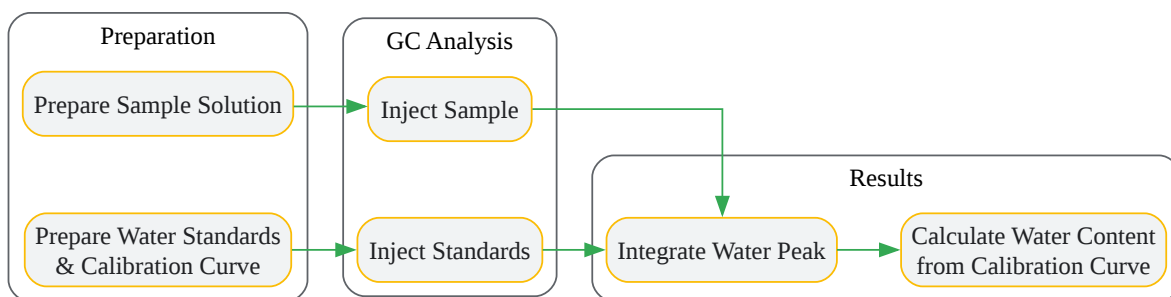 Preparation
Prepare Sample Solution
Prepare Water Standards
& Calibration Curve
GC Analysis
Inject Sample
Inject Standards
Results
Integrate Water Peak
Calculate Water Content
from Calibration Curve